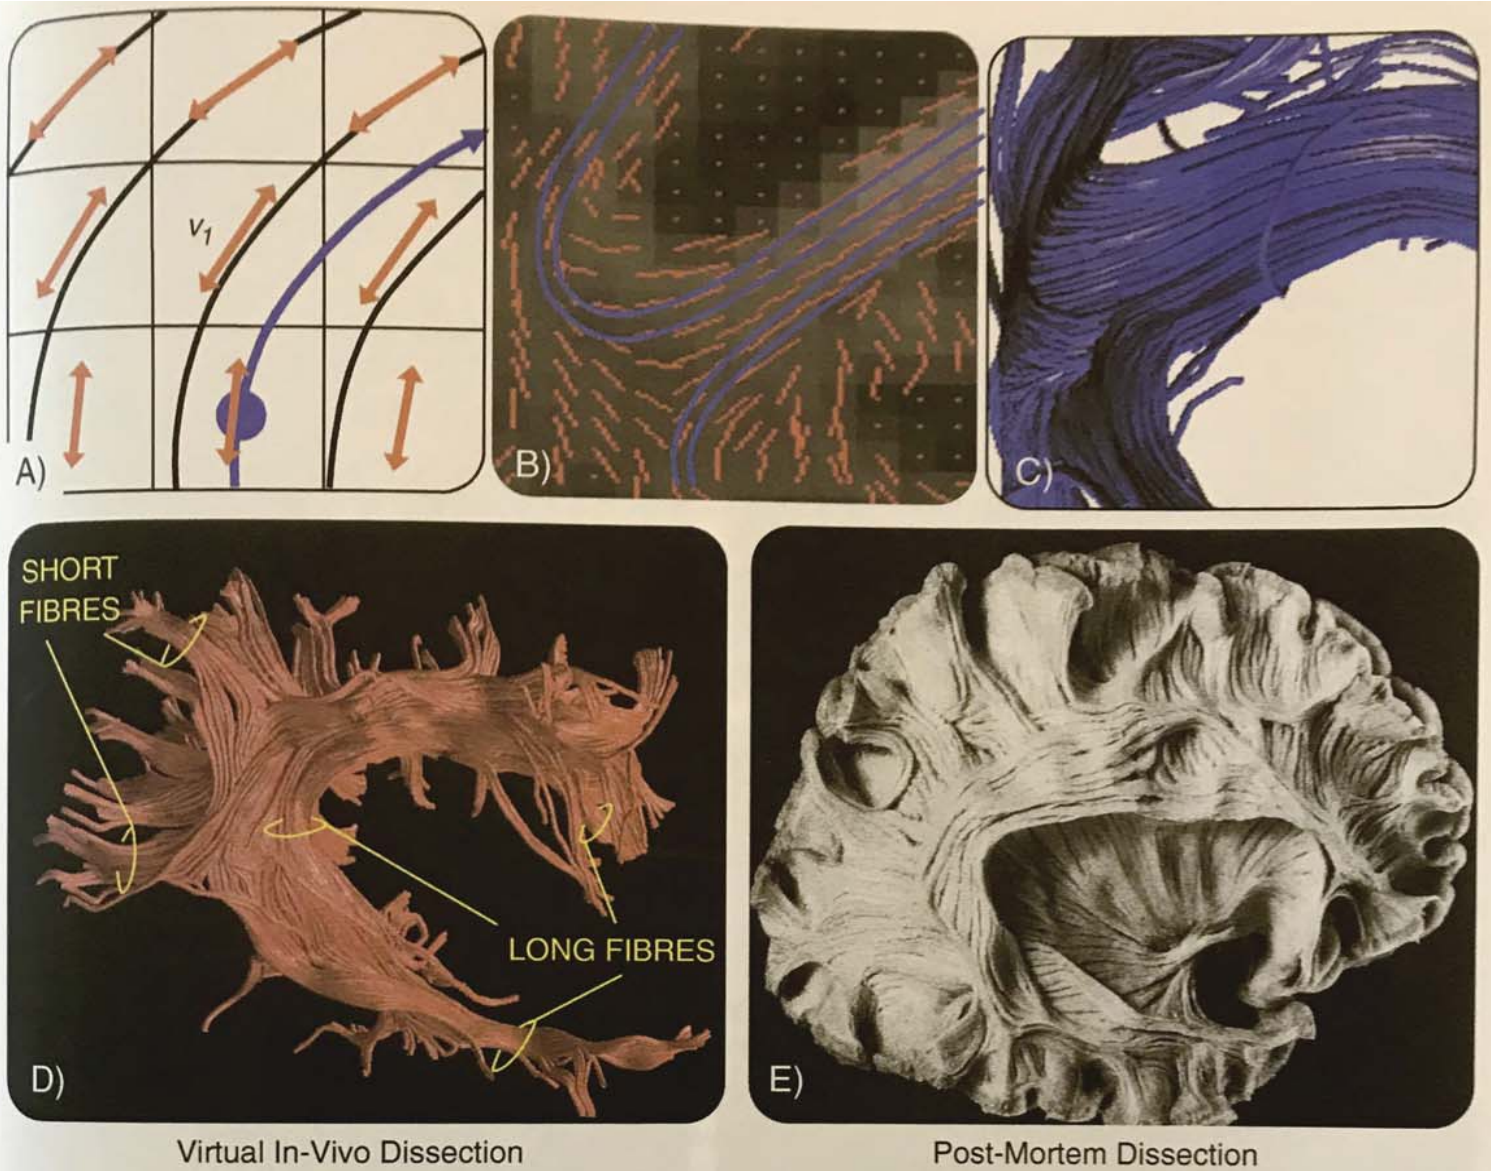 v1
A)
B)
C)
SHORT
FIBRES
LONG FIBRES
D)
E)
Virtual In-Vivo Dissection
Post-Mortem Dissection